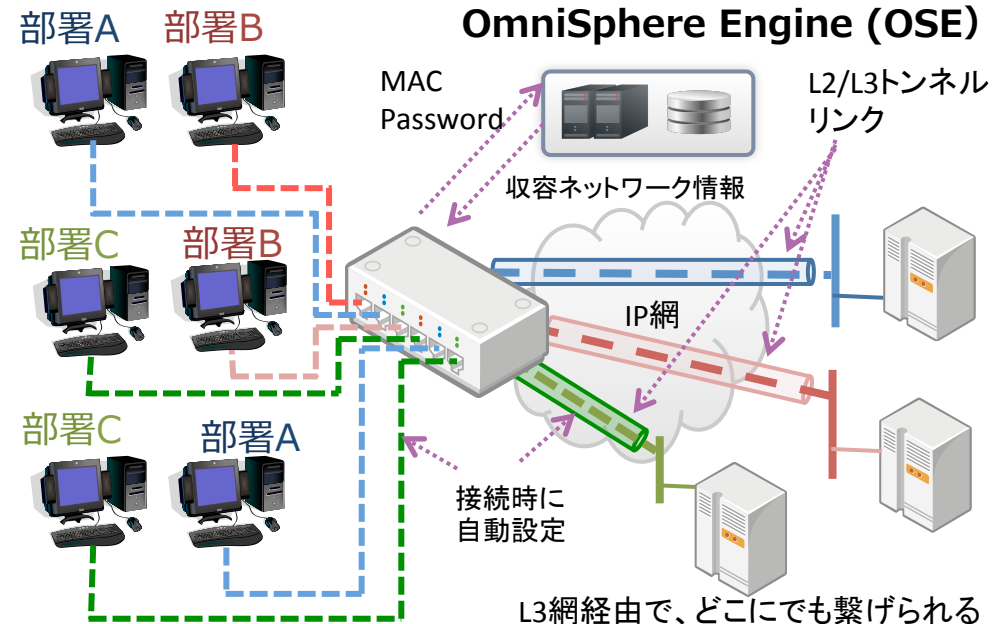 OmniSphere Engine (OSE）
部署A
部署B
MAC
Password
L2/L3トンネル
リンク
収容ネットワーク情報
部署C
部署B
IP網
部署C
部署A
接続時に
自動設定
L3網経由で、どこにでも繋げられる